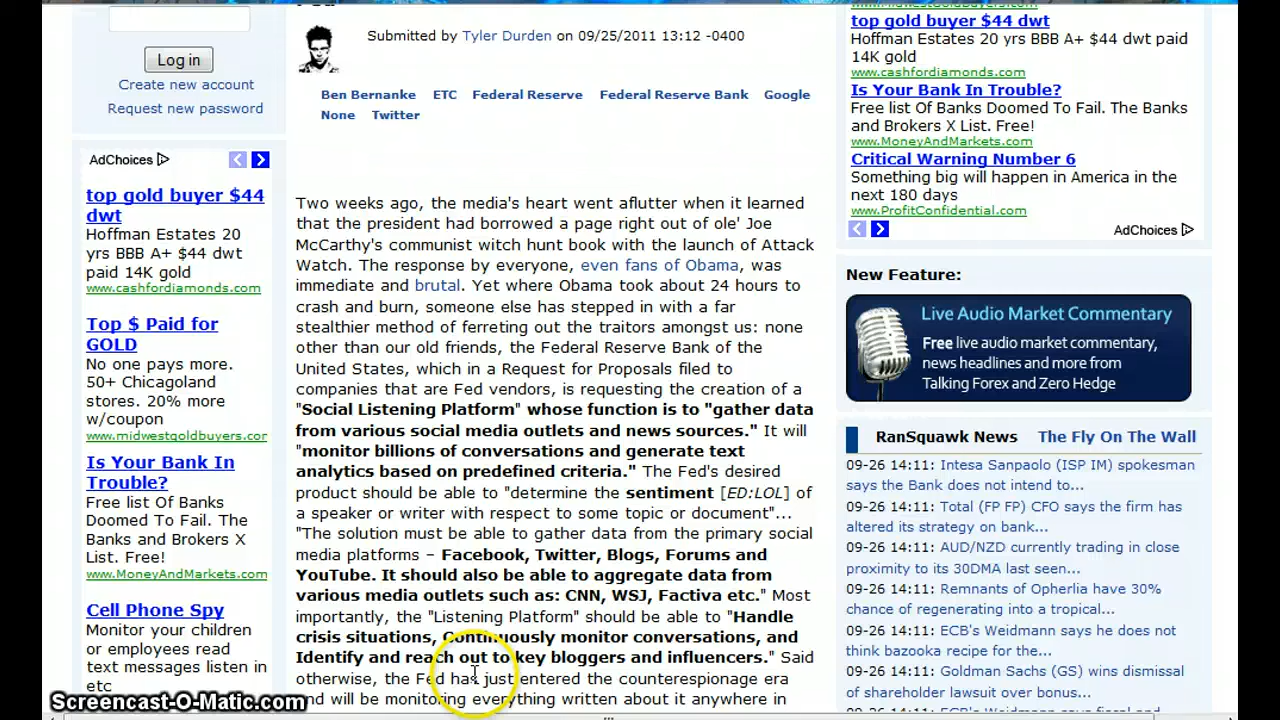 Log in
Create new account
Request new password
AdChoices
top gold buyer $44
dwt
Hoffman Estates 20
yrs BBB A+ $44 dwt
paid 14K gold
www.cashfordiamonds.com
Top $ Paid for
GOLD
No one pays more.
50+ Chicagoland
stores. 20% more
w/coupon
www.midwestgoldbuyers.cor
Is Your Bank In
Trouble?
Free List Of Banks
Doomed To Fail. The
Banks and Brokers X
List. Free!
www.MoneyAndMarkets.com
Cell Phone Spy
Monitor your children
or employees read
text messages listen in
etc
Submitted by Tyler Durden on 09/25/2011 13:12 -0400
Ben Bernanke ETC Federal Reserve Federal Reserve Bank Google
None Twitter
Two weeks ago, the media's heart went aflutter when it learned
that the president had borrowed a page right out of ole' Joe
McCarthy's communist witch hunt book with the launch of Attack
Watch. The response by everyone, even fans of Obama, was
immediate and brutal. Yet where Obama took about 24 hours to
crash and burn, someone else has stepped in with a far
stealthier method of ferreting out the traitors amongst us: none
other than our old friends, the Federal Reserve Bank of the
United States, which in a Request for Proposals filed to
companies that are Fed vendors, is requesting the creation of a
"Social Listening Platform" whose function is to "gather data
from various social media outlets and news sources." It will
"monitor billions of conversations and generate text
analytics based on predefined criteria." The Fed's desired
product should be able to "determine the sentiment [ED:LOL] of
a speaker or writer with respect to some topic or document"...
"The solution must be able to gather data from the primary social
media platforms – Facebook, Twitter, Blogs, Forums and
YouTube. It should also be able to aggregate data from
various media outlets such as: CNN, WSJ, Factiva etc." Most
importantly, the "Listening Platform" should be able to "Handle
crisis situations, Continuously monitor conversations, and
Identify and reach out to key bloggers and influencers." Said
otherwise, the Fed has just entered the counterespionage era
and will be monitoring everything written about it anywhere in
www.MidwestGoldBuyers.com
top gold buyer $44 dwt
Hoffman Estates 20 yrs BBB A+ $44 dwt paid
14K gold
www.cashfordiamonds.com
Is Your Bank In Trouble?
Free list Of Banks Doomed To Fail. The Banks
and Brokers X List. Free!
www.MoneyAndMarkets.com
Critical Warning Number 6
Something big will happen in America in the
next 180 days
www.ProfitConfidential.com
AdChoices
New Feature:
Live Audio Market Commentary
Free live audio market commentary,
news headlines and more from
Talking Forex and Zero Hedge
RanSquawk News The Fly On The Wall
09-26 14:11: Intesa Sanpaolo (ISP IM) spokesman
says the Bank does not intend to...
09-26 14:11: Total (FP FP) CFO says the firm has
altered its strategy on bank...
09-26 14:11: AUD/NZD currently trading in close
proximity to its 30DMA last seen...
09-26 14:11: Remnants of Opherlia have 30%
chance of regenerating into a tropical...
09-26 14:11: ECB's Weidmann says he does not
think bazooka recipe for the...
09-26 14:11: Goldman Sachs (GS) wins dismissal
of shareholder lawsuit over bonus...
Screencast-O-Matic.com